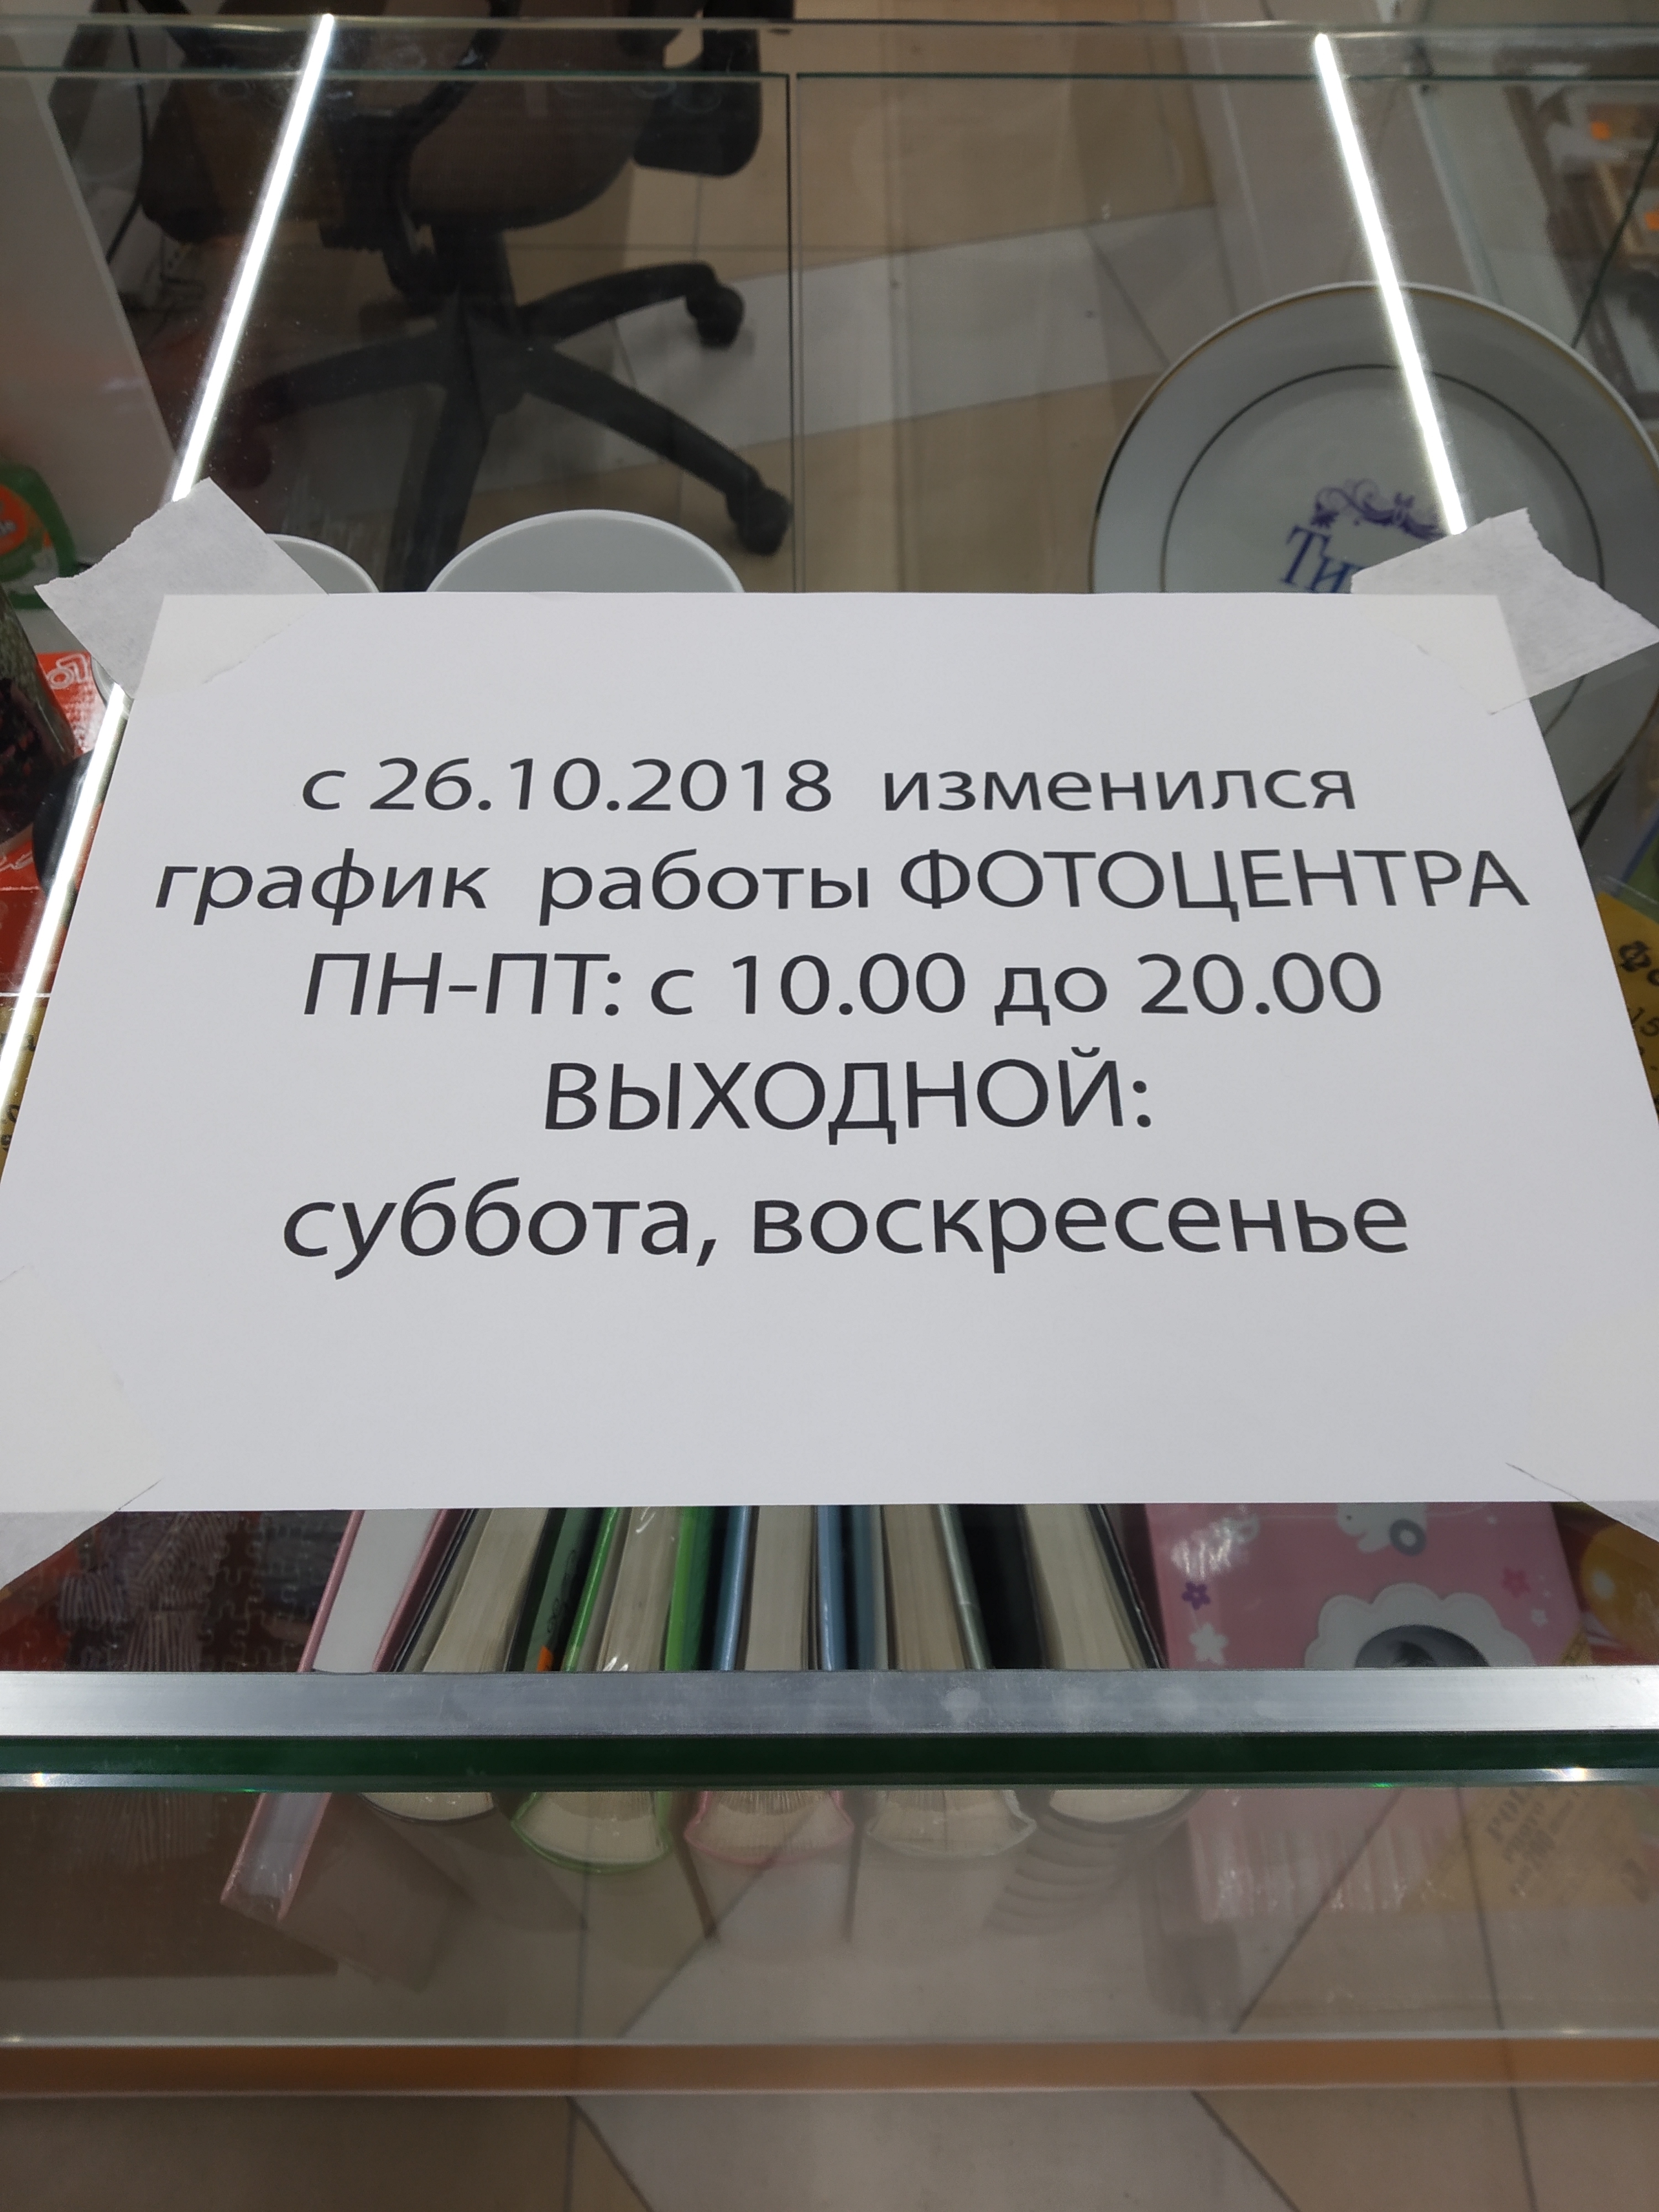 с 26.10.2018 изменился
график работы ФОТОЦЕНТРА
ПН-ПТ: с 10.00 до 20.00
ВЫХОДНОЙ:
суббота, воскресенье